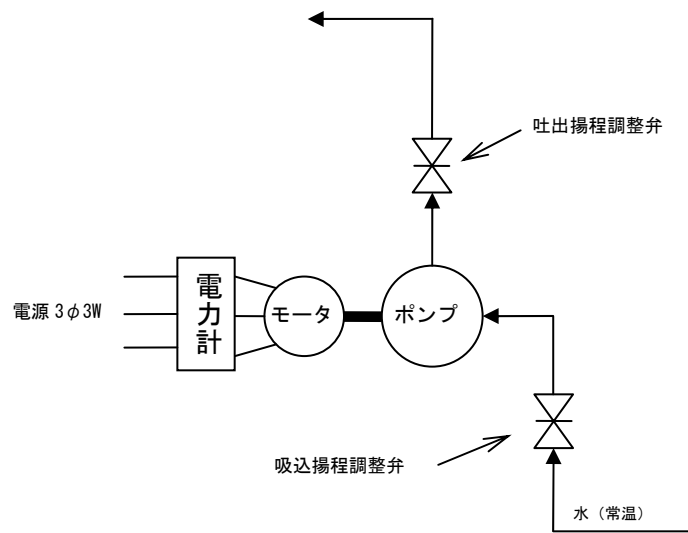 吐出揚程調整弁
電源 3φ3W
電力計
モータ
ポンプ
吸込揚程調整弁
水（常温）